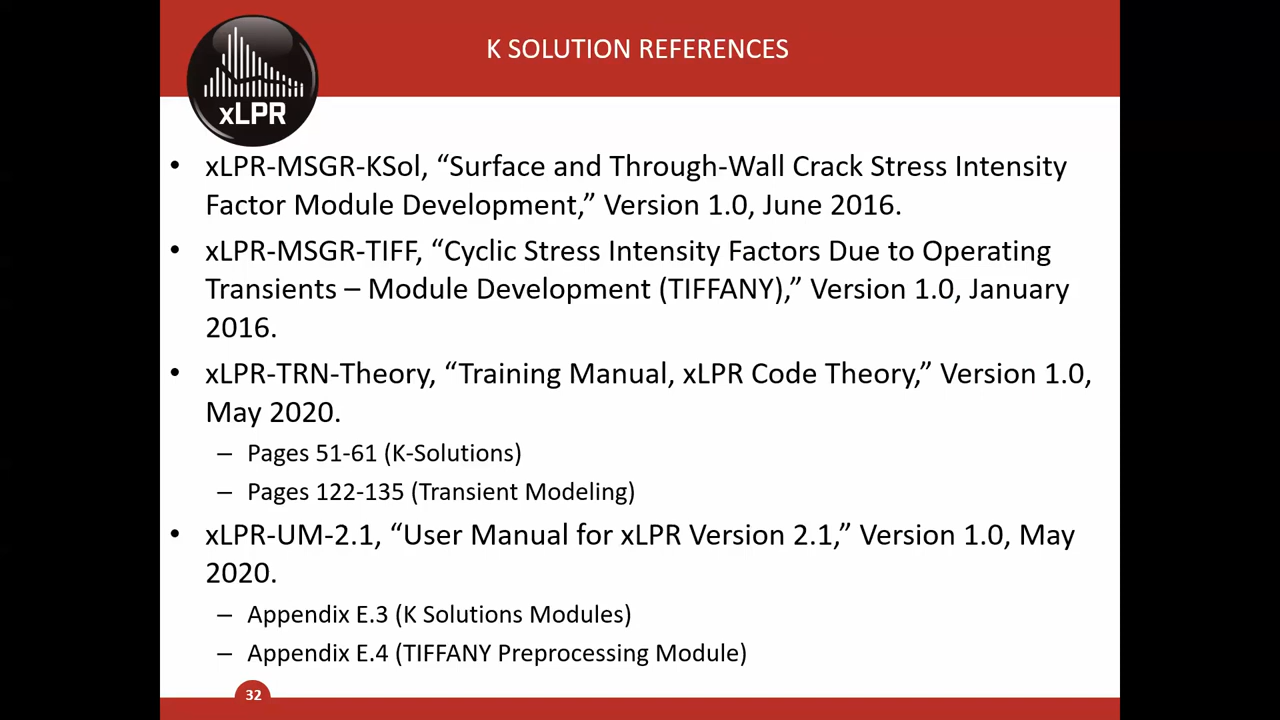 K SOLUTION REFERENCES
xLPR
• xLPR-MSGR-KSol, “Surface and Through-Wall Crack Stress Intensity
Factor Module Development,” Version 1.0, June 2016.
• xLPR-MSGR-TIFF, “Cyclic Stress Intensity Factors Due to Operating
Transients – Module Development (TIFFANY),” Version 1.0, January
2016.
• xLPR-TRN-Theory, “Training Manual, xLPR Code Theory,” Version 1.0,
May 2020.
– Pages 51-61 (K-Solutions)
– Pages 122-135 (Transient Modeling)
• xLPR-UM-2.1, “User Manual for xLPR Version 2.1,” Version 1.0, May
2020.
– Appendix E.3 (K Solutions Modules)
– Appendix E.4 (TIFFANY Preprocessing Module)
32